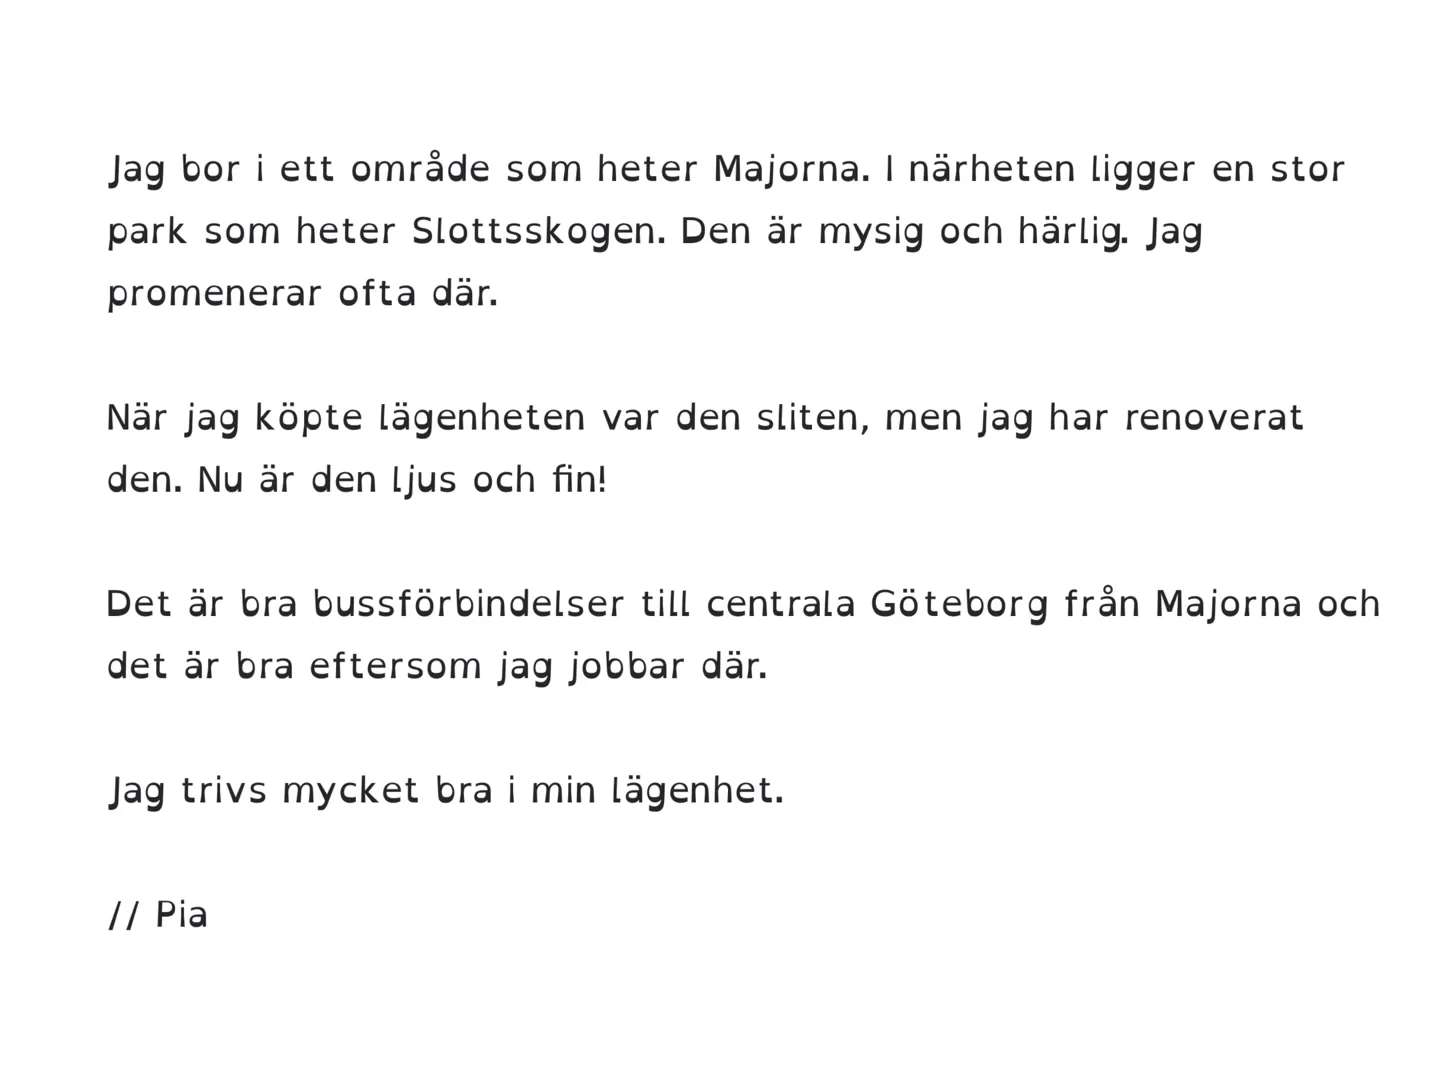 Jag bor i ett område som heter Majorna. I närheten ligger en stor
park som heter Slottsskogen. Den är mysig och härlig. Jag
promenerar ofta där.
När jag köpte lägenheten var den sliten, men jag har renoverat
den. Nu är den ljus och fin!
Det är bra bussförbindelser till centrala Göteborg från Majorna och
det är bra eftersom jag jobbar där.
Jag trivs mycket bra i min lägenhet.
// Pia